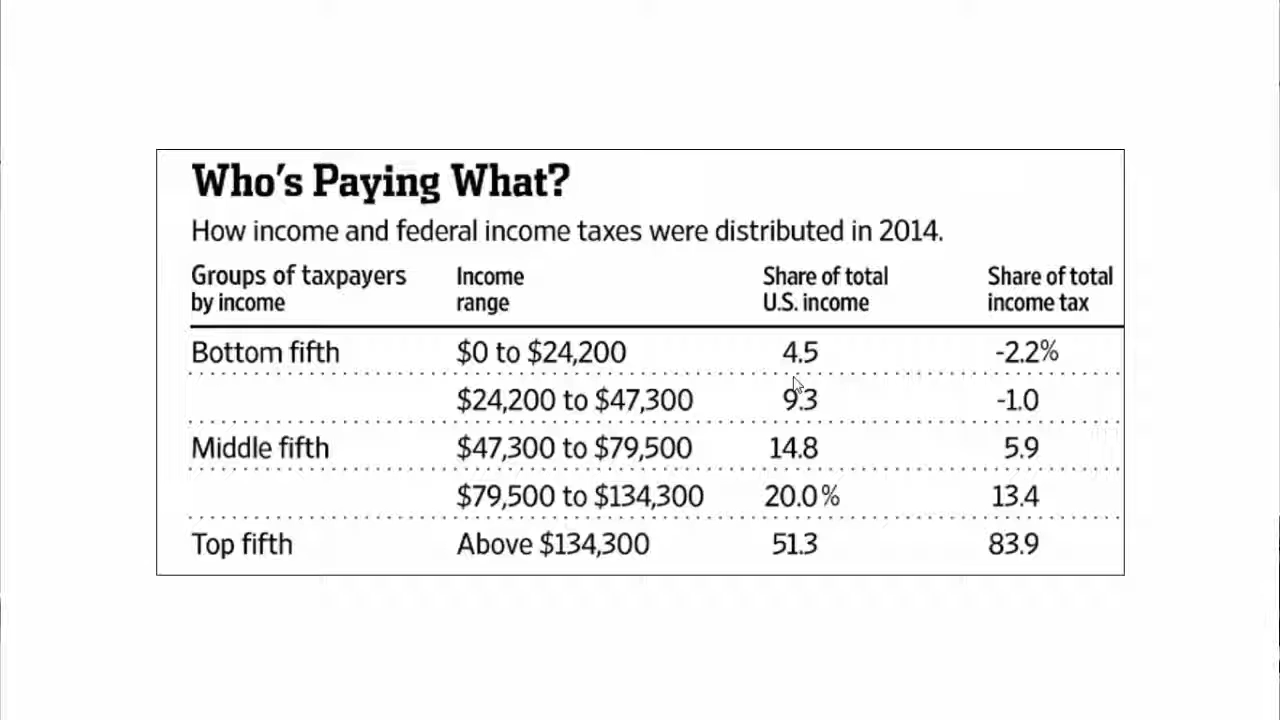 Who's Paying What?
How income and federal income taxes were distributed in 2014.
Groups of taxpayers by income Income range Share of total U.S. income Share of total income tax
Bottom fifth $0 to $24,200 4.5 -2.2%
$24,200 to $47,300 9.3 -1.0
Middle fifth $47,300 to $79,500 14.8 5.9
$79,500 to $134,300 20.0% 13.4
Top fifth Above $134,300 51.3 83.9